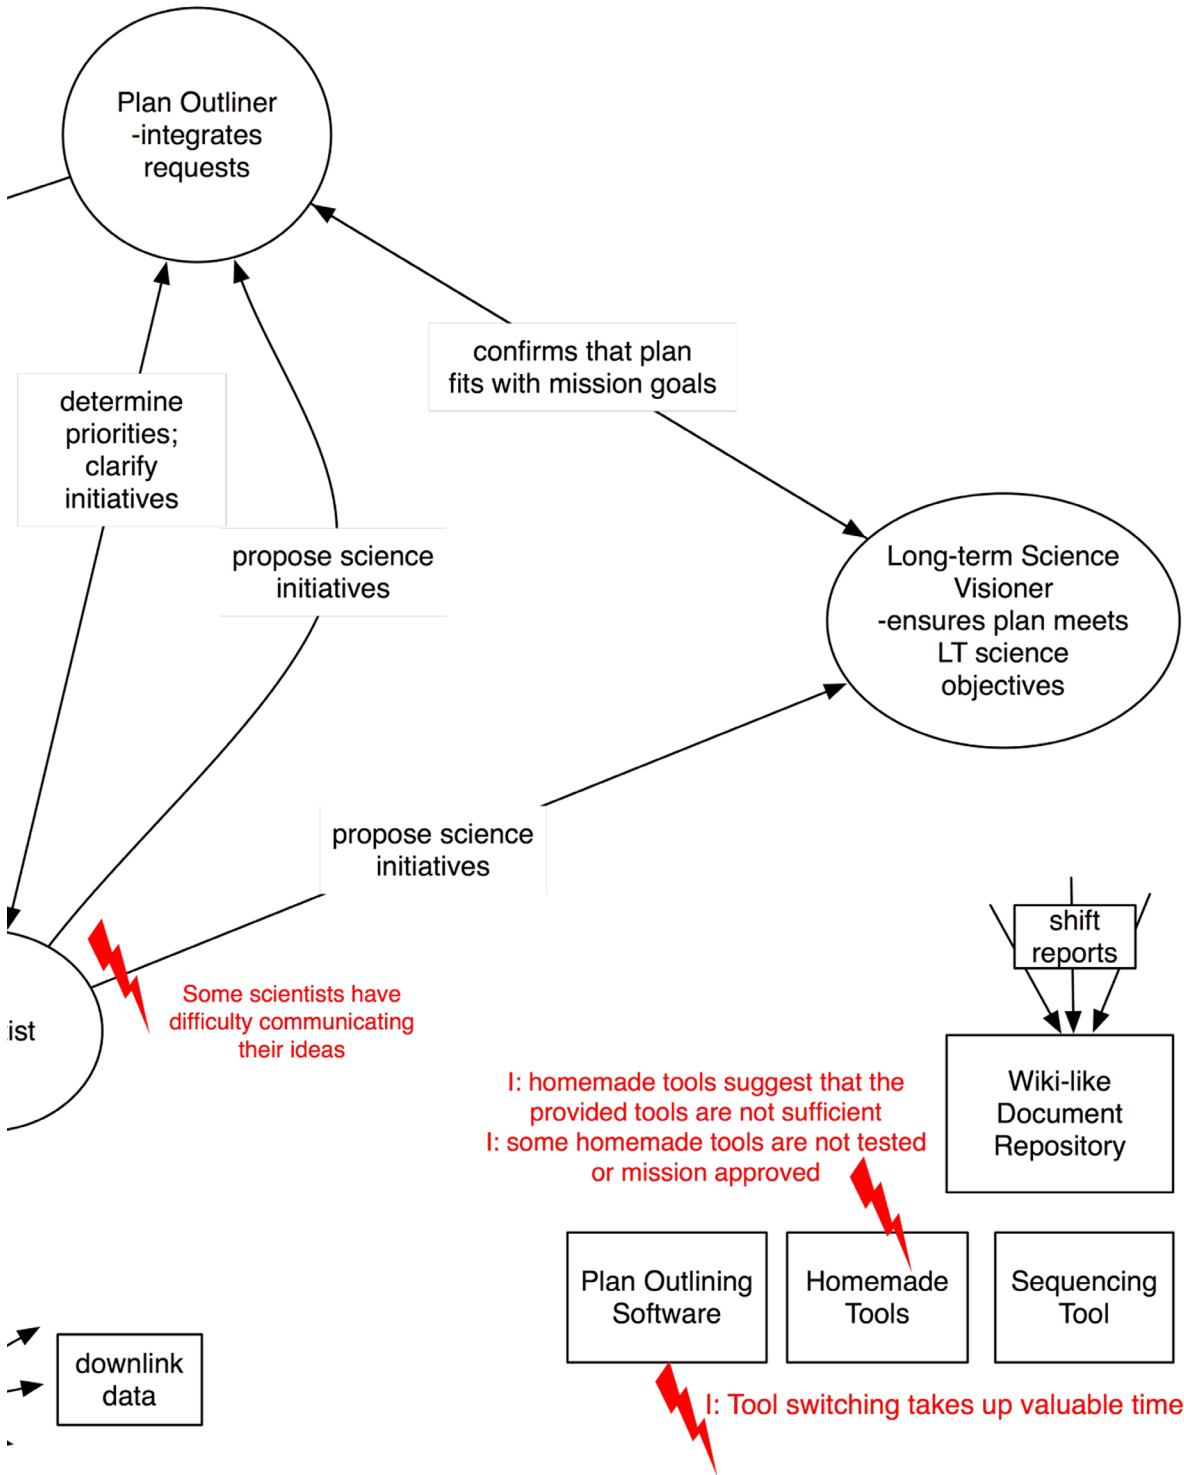 Plan Outliner
-integrates
requests
confirms that plan
fits with mission goals
determine
priorities;
clarify
initiatives
propose science
initiatives
Long-term Science
Visioner
-ensures plan meets
LT science
objectives
propose science
initiatives
shift
reports
ist
Some scientists have
difficulty communicating
their ideas
Wiki-like
Document
Repository
I: homemade tools suggest that the
provided tools are not sufficient
I: some homemade tools are not tested
or mission approved
Plan Outlining
Software
Homemade
Tools
Sequencing
Tool
downlink
data
I: Tool switching takes up valuable time